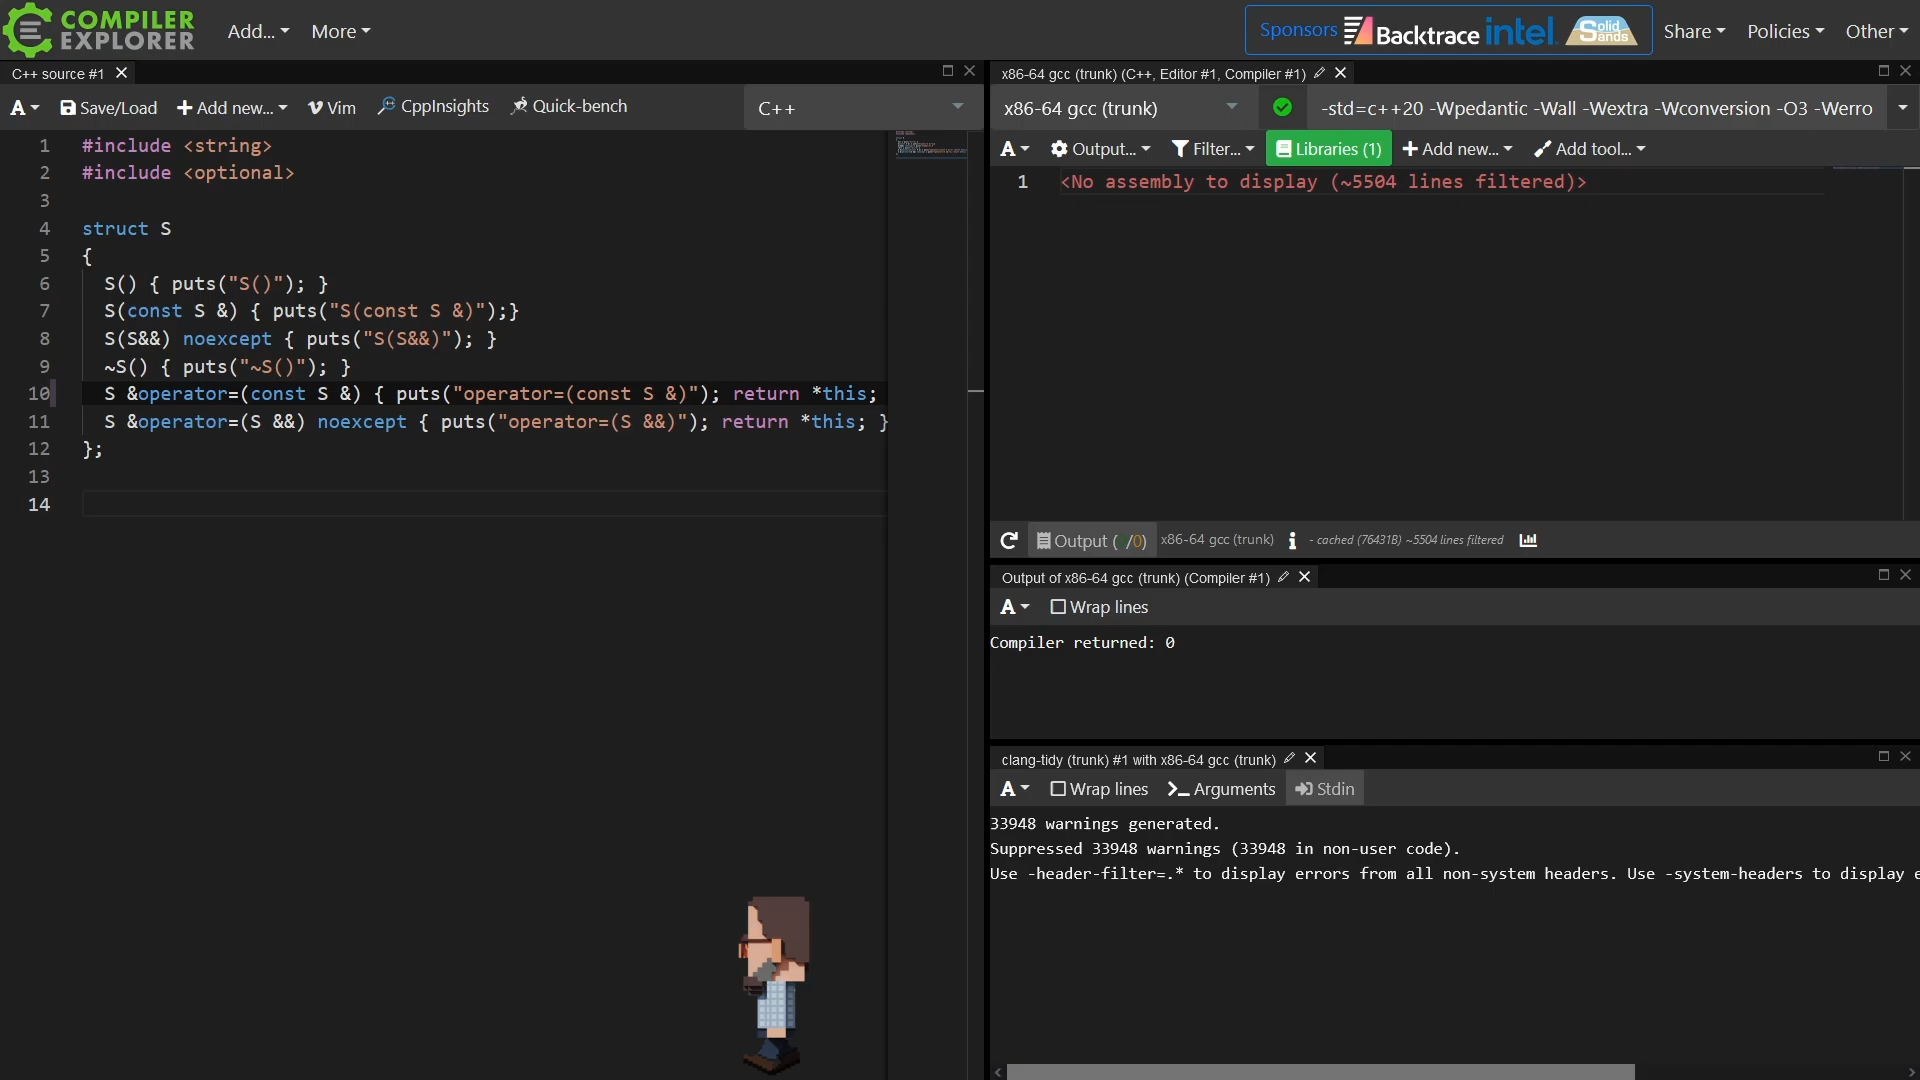 COMPILER EXPLORER Add... More Sponsors Backtrace intel. Solid Sands Share Policies Other
C++ source #1
A Save/Load Add new... Vim CppInsights Quick-bench C++
1 #include <string>
2 #include <optional>
3
4 struct S
5 {
6 S() { puts("S()"); }
7 S(const S &) { puts("S(const S &)");}
8 S(S&&) noexcept { puts("S(S&&)"); }
9 ~S() { puts("~S()"); }
10 S &operator=(const S &) { puts("operator=(const S &)"); return *this;
11 S &operator=(S &&) noexcept { puts("operator=(S &&)"); return *this; }
12 };
13
14
x86-64 gcc (trunk) (C++, Editor #1, Compiler #1)
x86-64 gcc (trunk) -std=c++20 -Wpedantic -Wall -Wextra -Wconversion -O3 -Werro
A Output... Filter... Libraries (1) Add new... Add tool...
1 <No assembly to display (~5504 lines filtered)>
Output ( /0) x86-64 gcc (trunk) i - cached (76431B) ~5504 lines filtered
Output of x86-64 gcc (trunk) (Compiler #1)
A Wrap lines
Compiler returned: 0
clang-tidy (trunk) #1 with x86-64 gcc (trunk)
A Wrap lines Arguments Stdin
33948 warnings generated.
Suppressed 33948 warnings (33948 in non-user code).
Use -header-filter=.* to display errors from all non-system headers. Use -system-headers to display e